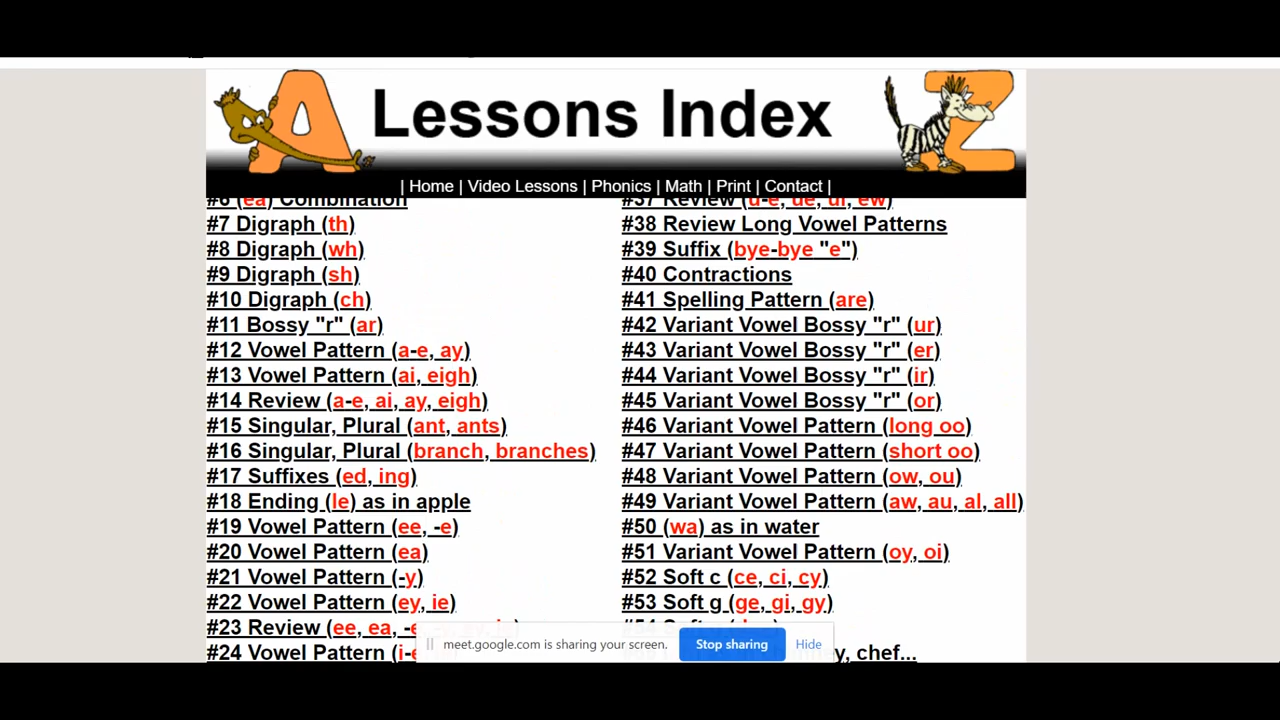 A Lessons Index Z
| Home | Video Lessons | Phonics | Math | Print | Contact |
#6 (ea) Combination
#7 Digraph (th)
#8 Digraph (wh)
#9 Digraph (sh)
#10 Digraph (ch)
#11 Bossy "r" (ar)
#12 Vowel Pattern (a-e, ay)
#13 Vowel Pattern (ai, eigh)
#14 Review (a-e, ai, ay, eigh)
#15 Singular, Plural (ant, ants)
#16 Singular, Plural (branch, branches)
#17 Suffixes (ed, ing)
#18 Ending (le) as in apple
#19 Vowel Pattern (ee, -e)
#20 Vowel Pattern (ea)
#21 Vowel Pattern (-y)
#22 Vowel Pattern (ey, ie)
#23 Review (ee, ea,
#24 Vowel Pattern
#37 Review (u-e, ue, ui, ew)
#38 Review Long Vowel Patterns
#39 Suffix (bye-bye "e")
#40 Contractions
#41 Spelling Pattern (are)
#42 Variant Vowel Bossy "r" (ur)
#43 Variant Vowel Bossy "r" (er)
#44 Variant Vowel Bossy "r" (ir)
#45 Variant Vowel Bossy "r" (or)
#46 Variant Vowel Pattern (long oo)
#47 Variant Vowel Pattern (short oo)
#48 Variant Vowel Pattern (ow, ou)
#49 Variant Vowel Pattern (aw, au, al, all)
#50 (wa) as in water
#51 Variant Vowel Pattern (oy, oi)
#52 Soft c (ce, ci, cy)
#53 Soft g (ge, gi, gy)
chef...
meet.google.com is sharing your screen.
Stop sharing
Hide